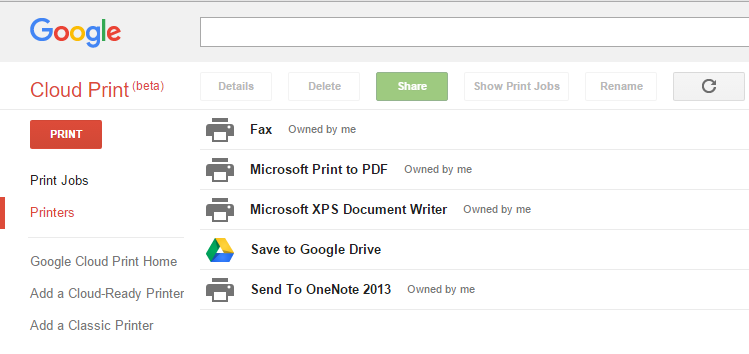 Google
Cloud Print (beta)
Details Delete Share Show Print Jobs Rename
PRINT
Print Jobs
Printers
Google Cloud Print Home
Add a Cloud-Ready Printer
Add a Classic Printer
Fax Owned by me
Microsoft Print to PDF Owned by me
Microsoft XPS Document Writer Owned by me
Save to Google Drive
Send To OneNote 2013 Owned by me